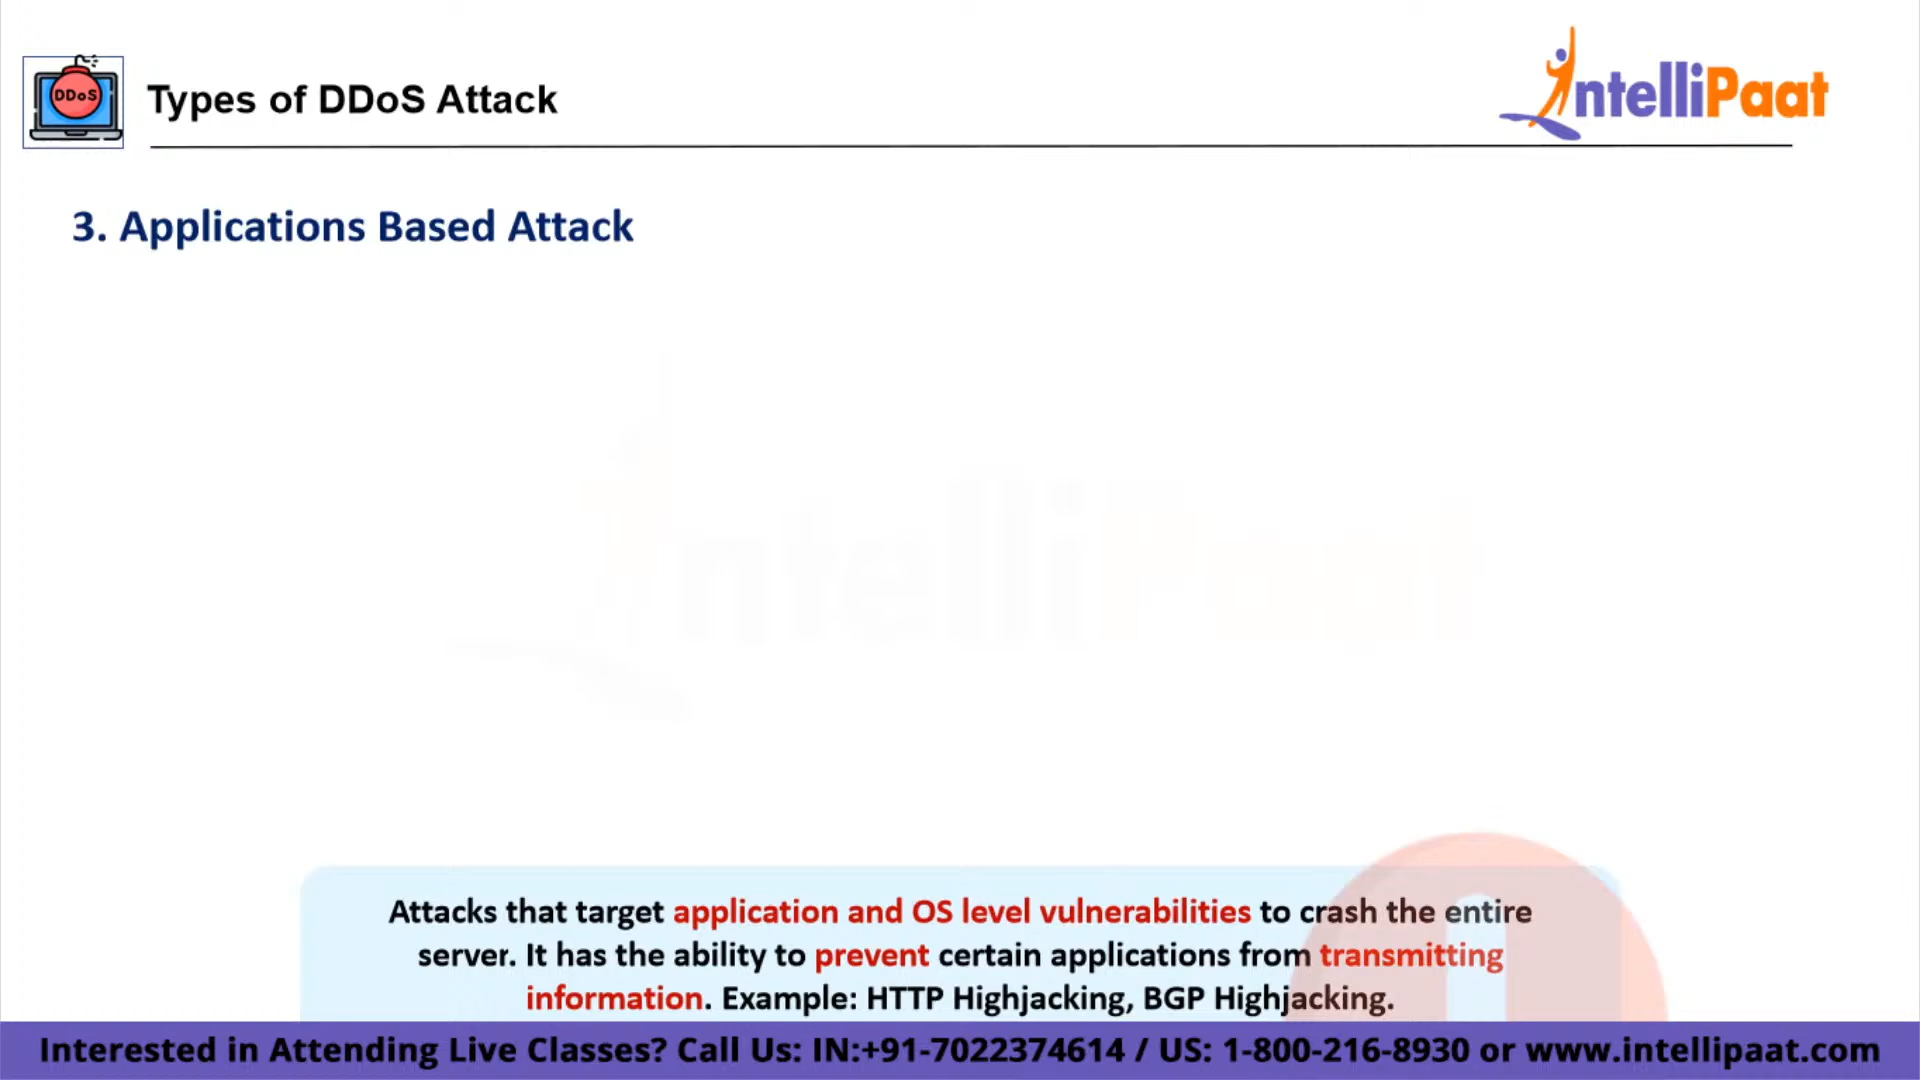 DDoS
Types of DDoS Attack
IntelliPaat
3. Applications Based Attack
IntelliPaat
Attacks that target application and OS level vulnerabilities to crash the entire
server. It has the ability to prevent certain applications from transmitting
information. Example: HTTP Highjacking, BGP Highjacking.
Interested in Attending Live Classes? Call Us: IN:+91-7022374614 / US: 1-800-216-8930 or www.intellipaat.com